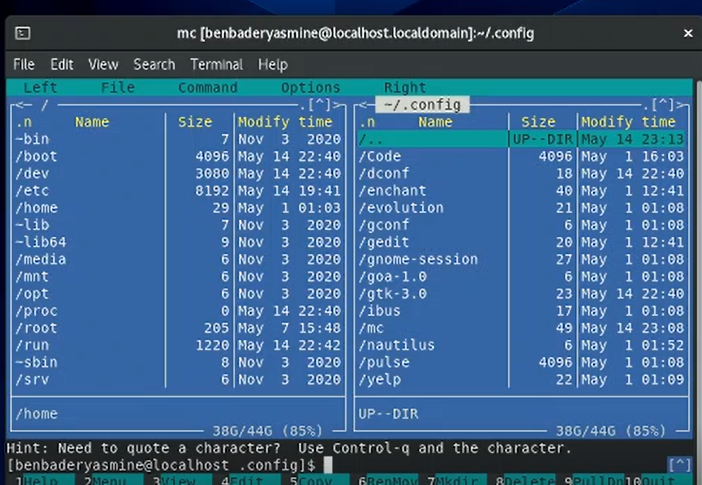 mc [benbaderyasmine@localhost.localdomain]:~/.config
File Edit View Search Terminal Help
Left File Command Options Right
<─ / .[^]> <─ ~/.config .[^]>
.n Name Size Modify time .n Name Size Modify time
~bin 7 Nov 3 2020 /.. UP--DIR May 14 23:13
/boot 4096 May 14 22:40 /Code 4096 May 1 16:03
/dev 3080 May 14 22:40 /dconf 18 May 14 22:40
/etc 8192 May 14 19:41 /enchant 40 May 1 12:41
/home 29 May 1 01:03 /evolution 21 May 1 01:08
~lib 7 Nov 3 2020 /gconf 6 May 1 01:08
~lib64 9 Nov 3 2020 /gedit 20 May 1 12:41
/media 6 Nov 3 2020 /gnome-session 27 May 1 01:08
/mnt 6 Nov 3 2020 /goa-1.0 6 May 1 01:08
/opt 6 Nov 3 2020 /gtk-3.0 23 May 14 22:40
/proc 0 May 14 22:40 /ibus 17 May 1 01:08
/root 205 May 7 15:48 /mc 49 May 14 23:08
/run 1220 May 14 22:42 /nautilus 6 May 1 01:52
~sbin 8 Nov 3 2020 /pulse 4096 May 1 01:08
/srv 6 Nov 3 2020 /yelp 22 May 1 01:09
/home UP--DIR
38G/44G (85%) 38G/44G (85%)
Hint: Need to quote a character? Use Control-q and the character.
[benbaderyasmine@localhost .config]$ [^]
1Help 2Menu 3View 4Edit 5Copy 6RenMov 7Mkdir 8Delete 9PullDn 10Quit